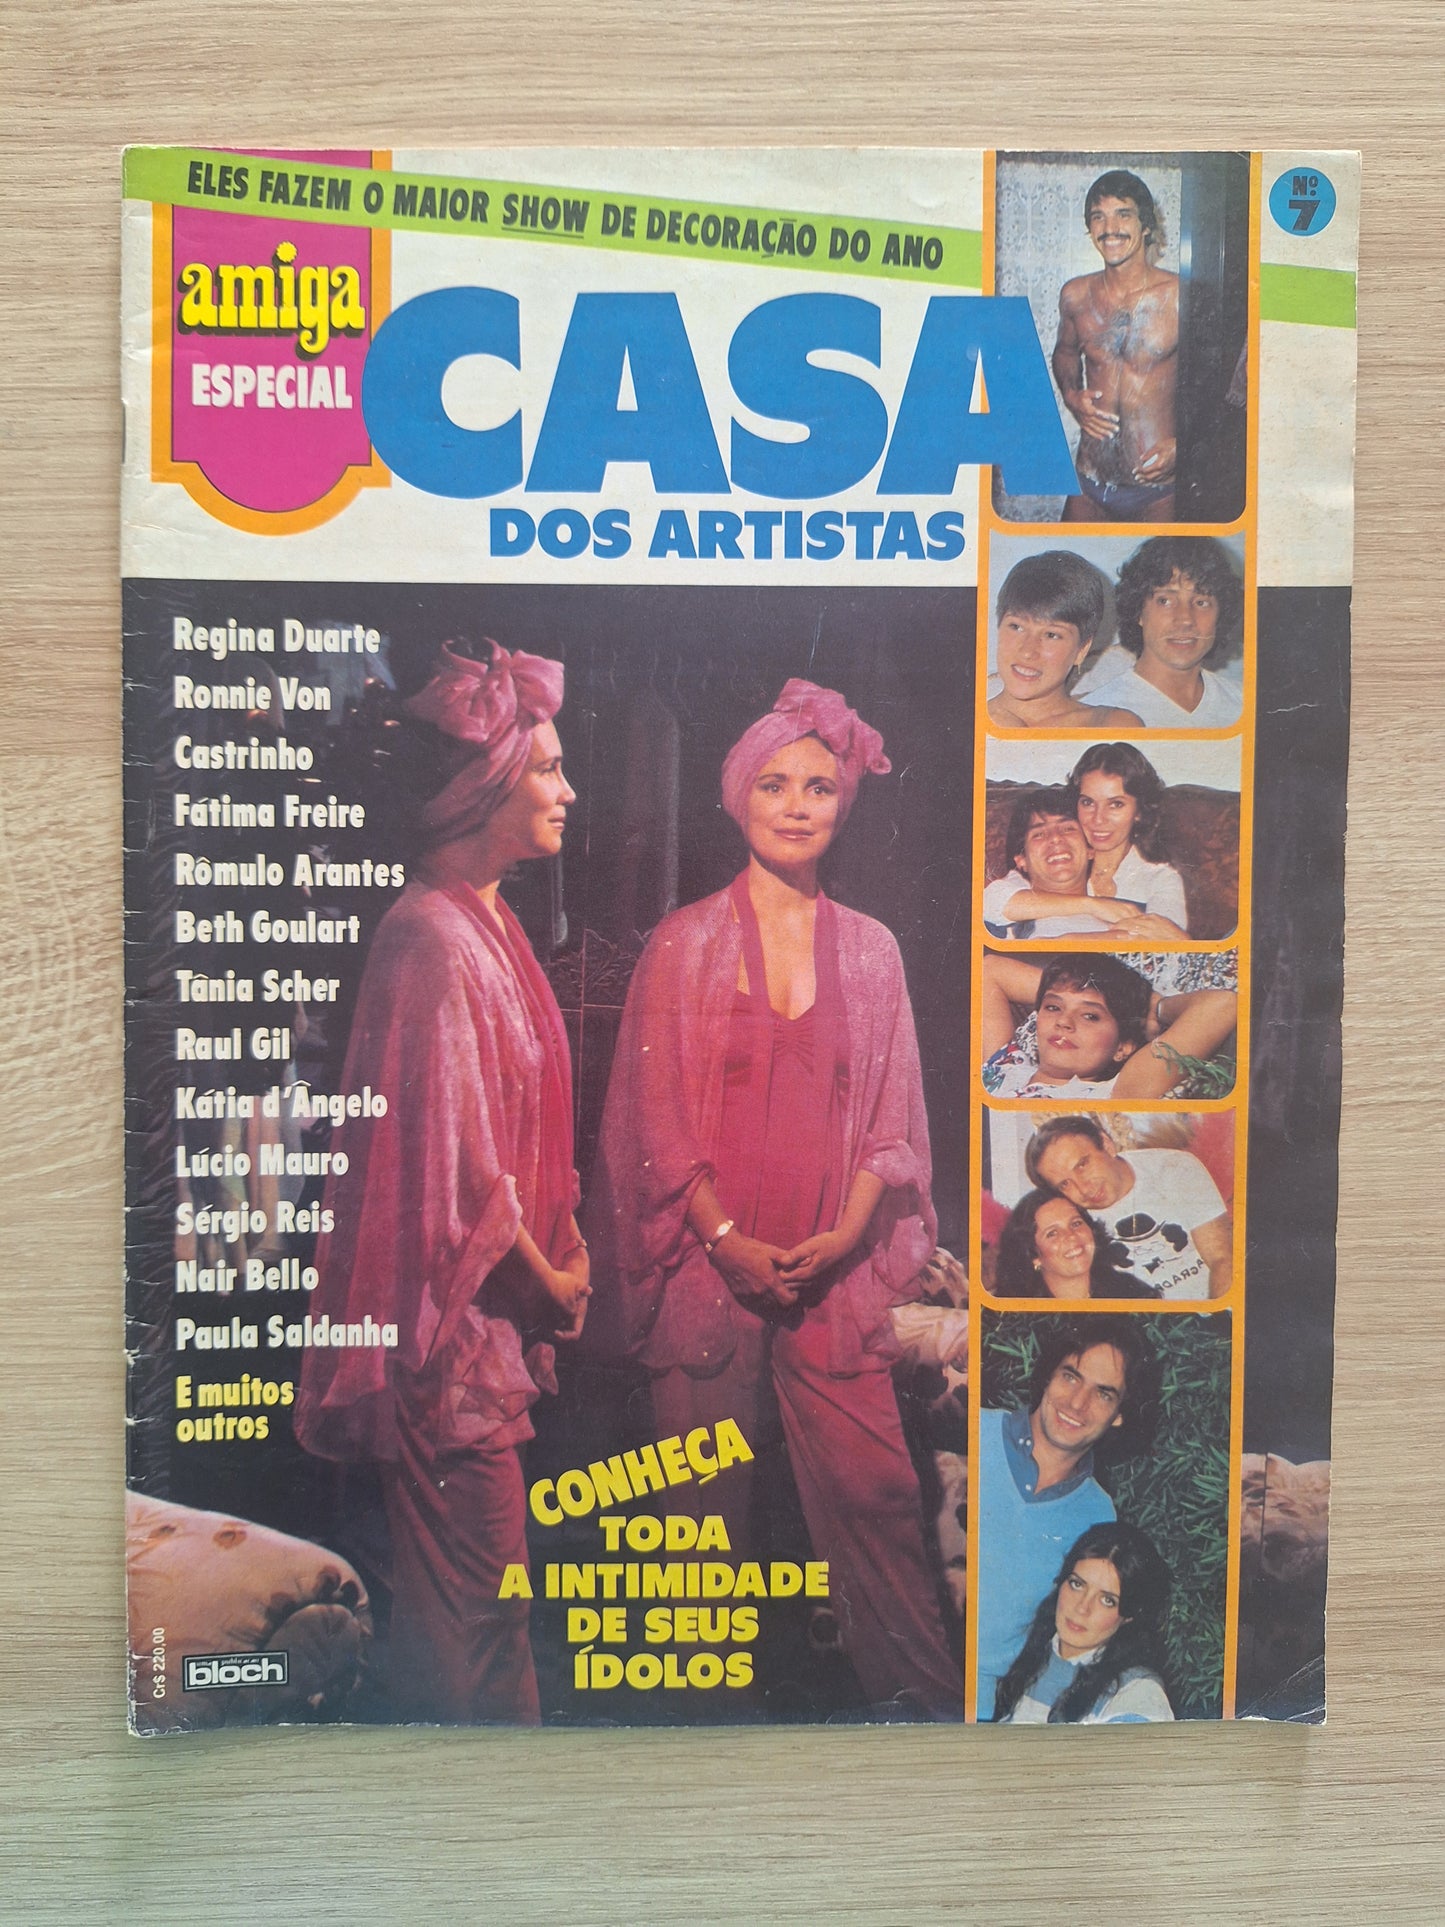 ELES FAZEM O MAIOR SHOW DE DECORAÇÃO DO ANO
Nº 7
amiga
ESPECIAL
CASA
DOS ARTISTAS
Regina Duarte
Ronnie Von
Castrinho
Fátima Freire
Rômulo Arantes
Beth Goulart
Tânia Scher
Raul Gil
Kátia d'Ângelo
Lúcio Mauro
Sérgio Reis
Nair Bello
Paula Saldanha
E muitos
outros
CONHEÇA
TODA
A INTIMIDADE
DE SEUS
ÍDOLOS
Cr$ 220,00
bloch